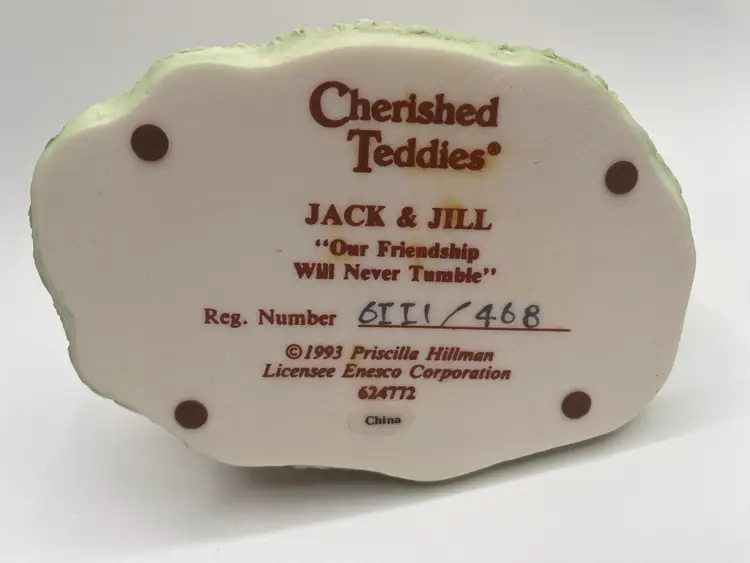 Cherished
Teddies®
JACK & JILL
“Our Friendship
Will Never Tumble”
Reg. Number 6III/468
©1993 Priscilla Hillman
Licensee Enesco Corporation
624772
China